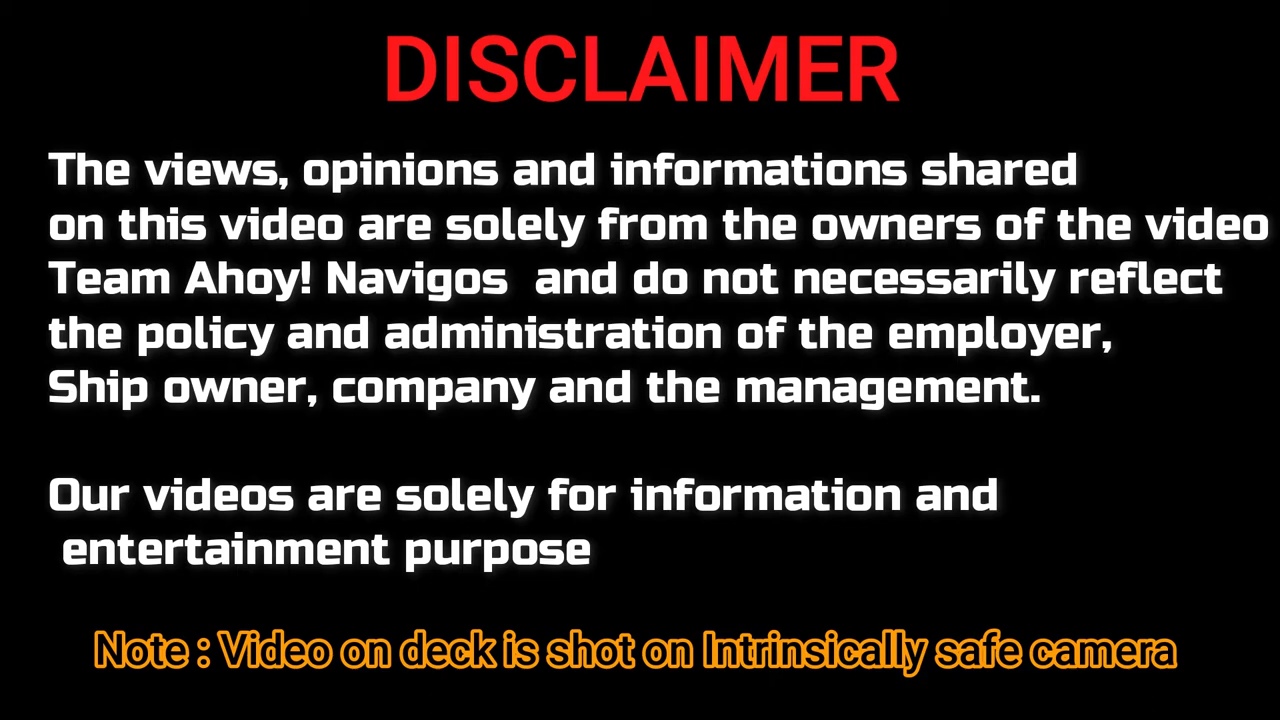 DISCLAIMER
The views, opinions and informations shared
on this video are solely from the owners of the video
Team Ahoy! Navigos  and do not necessarily reflect
the policy and administration of the employer,
Ship owner, company and the management.
Our videos are solely for information and
entertainment purpose
Note : Video on deck is shot on Intrinsically safe camera